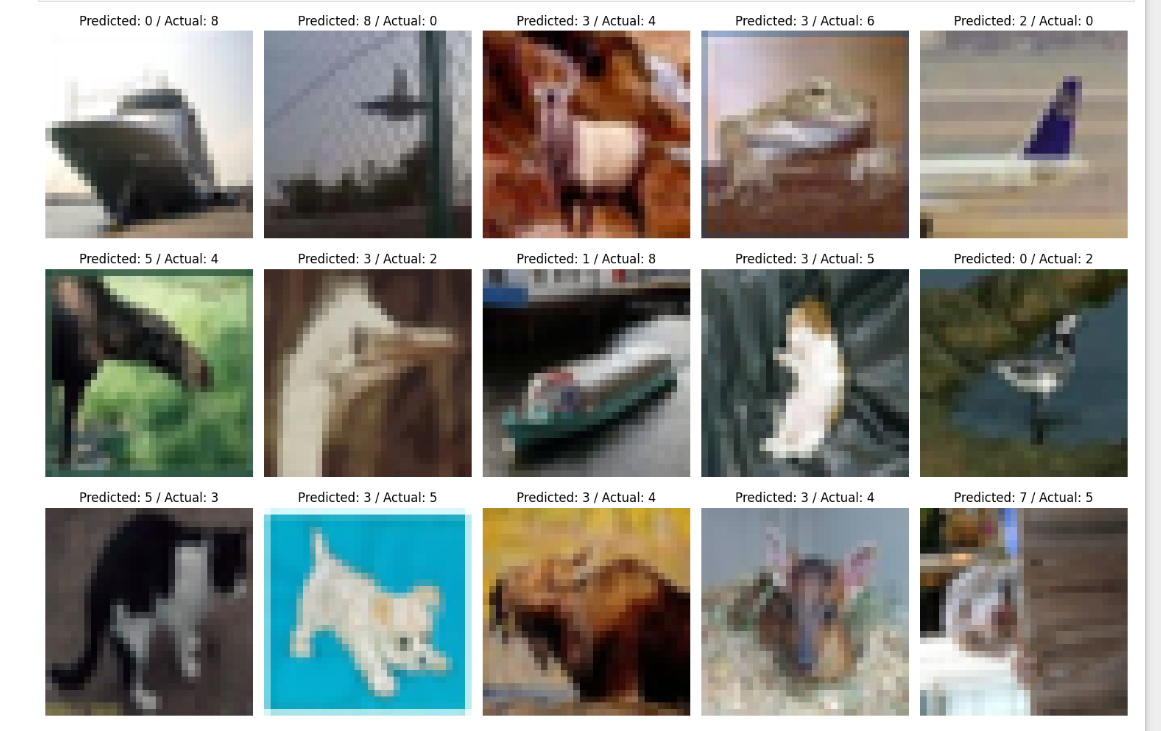 Predicted: 0 / Actual: 8
Predicted: 8 / Actual: 0
Predicted: 3 / Actual: 4
Predicted: 3 / Actual: 6
Predicted: 2 / Actual: 0
Predicted: 5 / Actual: 4
Predicted: 3 / Actual: 2
Predicted: 1 / Actual: 8
Predicted: 3 / Actual: 5
Predicted: 0 / Actual: 2
Predicted: 5 / Actual: 3
Predicted: 3 / Actual: 5
Predicted: 3 / Actual: 4
Predicted: 3 / Actual: 4
Predicted: 7 / Actual: 5